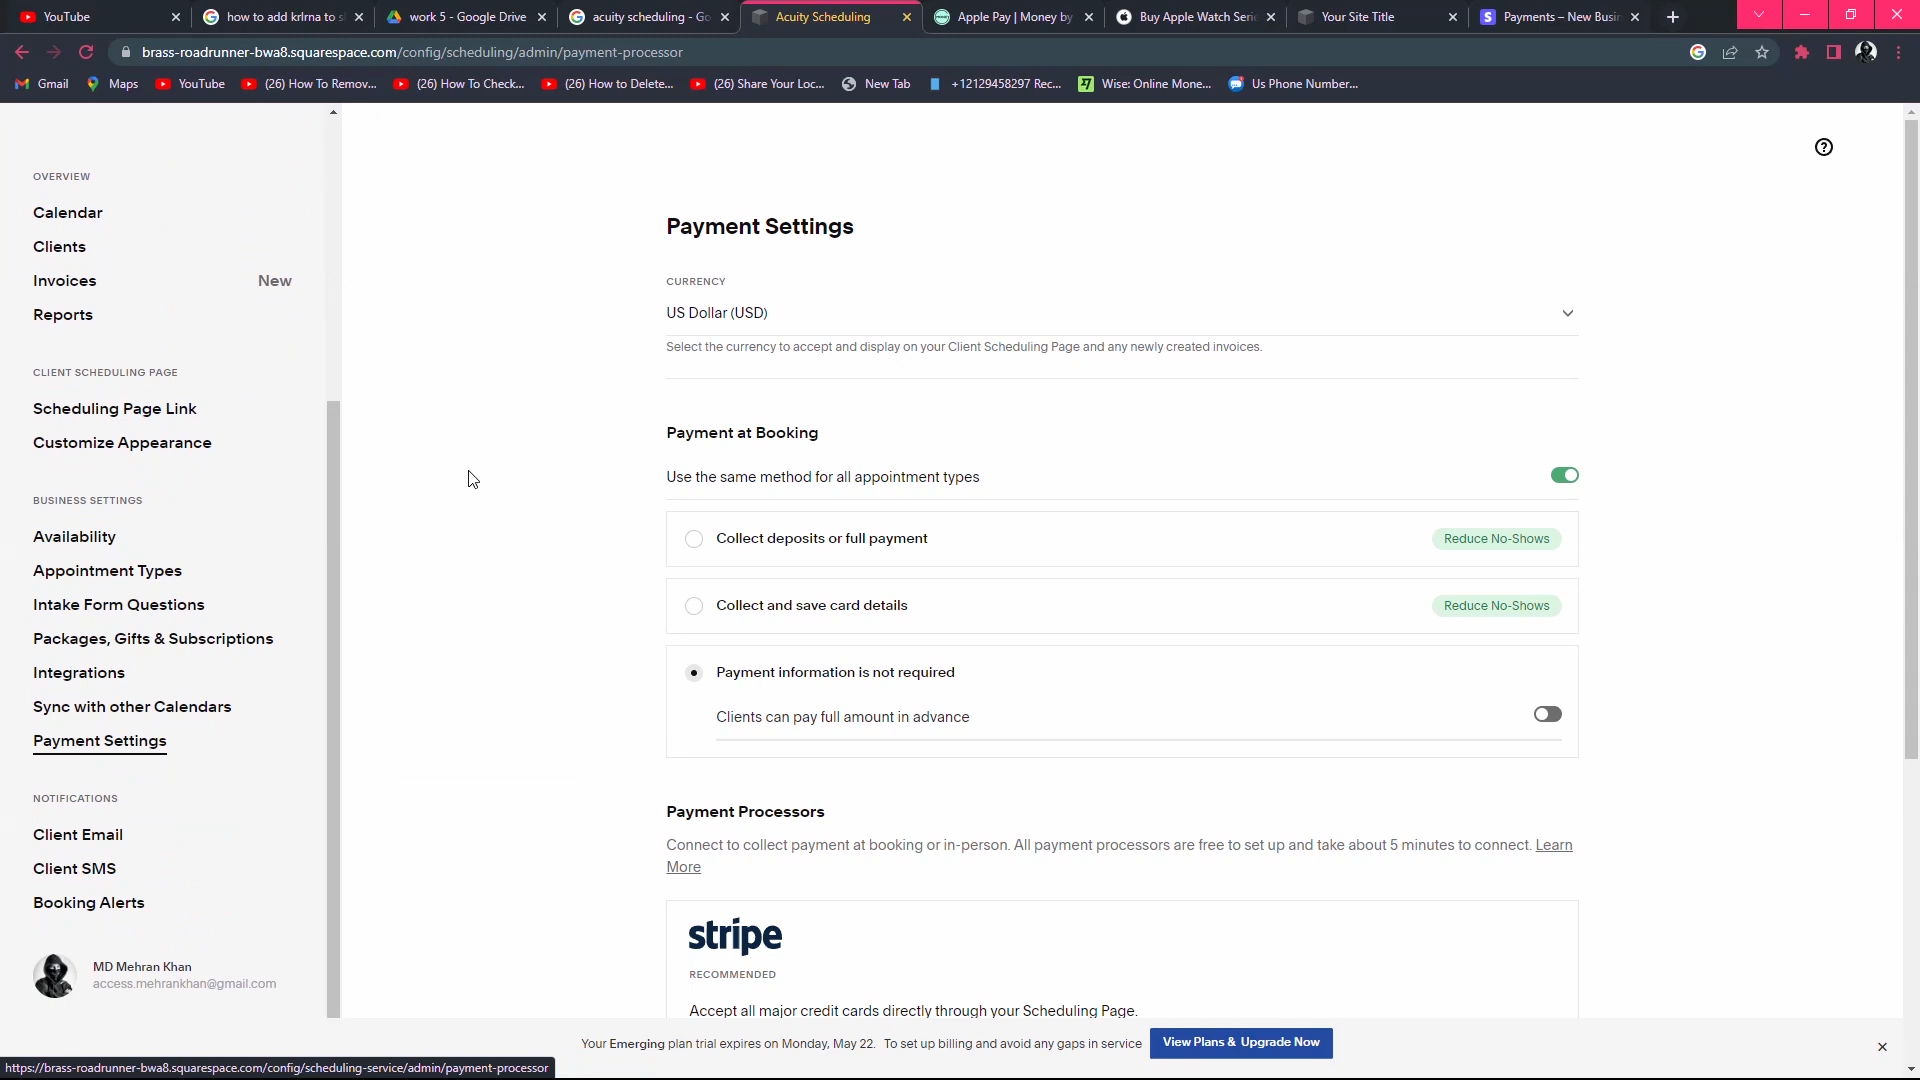 YouTube
how to add krlrna to s
work 5 - Google Drive
acuity scheduling - Go
Acuity Scheduling
Apple Pay | Money by
Buy Apple Watch Seri
Your Site Title
Payments – New Busin
brass-roadrunner-bwa8.squarespace.com/config/scheduling/admin/payment-processor
Gmail
Maps
YouTube
(26) How To Remov...
(26) How To Check...
(26) How to Delete...
(26) Share Your Loc...
New Tab
+12129458297 Rec...
Wise: Online Mone...
Us Phone Number...
OVERVIEW
Calendar
Clients
Invoices New
Reports
CLIENT SCHEDULING PAGE
Scheduling Page Link
Customize Appearance
BUSINESS SETTINGS
Availability
Appointment Types
Intake Form Questions
Packages, Gifts & Subscriptions
Integrations
Sync with other Calendars
Payment Settings
NOTIFICATIONS
Client Email
Client SMS
Booking Alerts
MD Mehran Khan
access.mehrankhan@gmail.com
Payment Settings
CURRENCY
US Dollar (USD)
Select the currency to accept and display on your Client Scheduling Page and any newly created invoices.
Payment at Booking
Use the same method for all appointment types
Collect deposits or full payment
Reduce No-Shows
Collect and save card details
Reduce No-Shows
Payment information is not required
Clients can pay full amount in advance
Payment Processors
Connect to collect payment at booking or in-person. All payment processors are free to set up and take about 5 minutes to connect. Learn
More
stripe
RECOMMENDED
Accept all major credit cards directly through your Scheduling Page.
Your Emerging plan trial expires on Monday, May 22. To set up billing and avoid any gaps in service
View Plans & Upgrade Now
https://brass-roadrunner-bwa8.squarespace.com/config/scheduling-service/admin/payment-processor